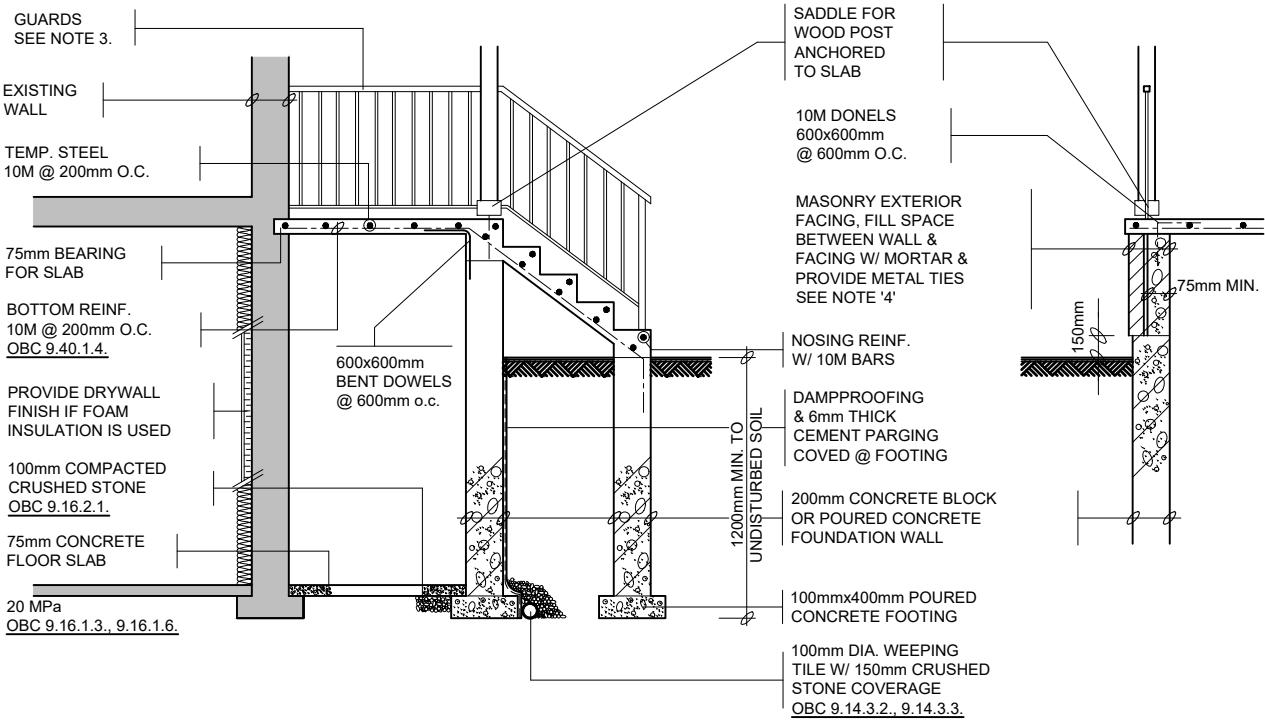 GUARDS
SEE NOTE 3.
EXISTING
WALL
TEMP. STEEL
10M @ 200mm O.C.
75mm BEARING
FOR SLAB
BOTTOM REINF.
10M @ 200mm O.C.
OBC 9.40.1.4.
PROVIDE DRYWALL
FINISH IF FOAM
INSULATION IS USED
100mm COMPACTED
CRUSHED STONE
OBC 9.16.2.1.
75mm CONCRETE
FLOOR SLAB
20 MPa
OBC 9.16.1.3., 9.16.1.6.
600x600mm
BENT DOWELS
@ 600mm o.c.
1200mm MIN. TO
UNDISTURBED SOIL
SADDLE FOR
WOOD POST
ANCHORED
TO SLAB
10M DONELS
600x600mm
@ 600mm O.C.
MASONRY EXTERIOR
FACING, FILL SPACE
BETWEEN WALL &
FACING W/ MORTAR &
PROVIDE METAL TIES
SEE NOTE '4'
NOSING REINF.
W/ 10M BARS
DAMPPROOFING
& 6mm THICK
CEMENT PARGING
COVED @ FOOTING
200mm CONCRETE BLOCK
OR POURED CONCRETE
FOUNDATION WALL
100mmx400mm POURED
CONCRETE FOOTING
100mm DIA. WEEPING
TILE W/ 150mm CRUSHED
STONE COVERAGE
OBC 9.14.3.2., 9.14.3.3.
150mm
75mm MIN.